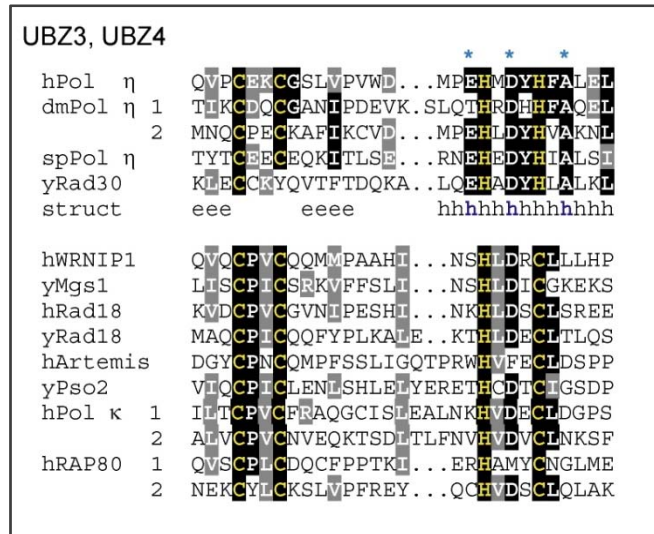 UBZ3, UBZ4
* * *
hPol η QVPCEKCGSLVPVWD...MPEHMDYHFALEL
dmPol η 1 TIKCDQCGANIPDEVK.SLQTHRDHHFAQEL
2 MNQCPECKAFIKCVD...MPEHLDYHVAKNL
spPol η TYTCEECEQKITLSE...RNEHEDYHIALSI
yRad30 KLECCKYQVTFTDQKA..LQEHADYHLALKL
struct eee eeee hhhhhhhhhhh
hWRNIP1 QVQCPVCQQMMPAAHI...NSHLDRCLLLHP
yMgs1 LISCPICSRKVFFSLI...NSHLDICGKEKS
hRad18 KVDCPVCGVNIPESHI...NKHLDSCLSREE
yRad18 MAQCPICQQFYPLKALE..KTHLDECLTLQS
hArtemis DGYCPNCQMPFSSLIGQTPRWHVFECLDSPP
yPso2 VIQCPICLENLSHLELYERETHCDTCIGSDP
hPol κ 1 ILTCPVCFRAQGCISLEALNKHVDECLDGPS
2 ALVCPVCNVEQKTSDLTLFNVHVDVCLNKSF
hRAP80 1 QVSCPLCDQCFPPTKI...ERHAMYCNGLME
2 NEKCYLCKSLVPFREY...QCHVDSCLQLAK